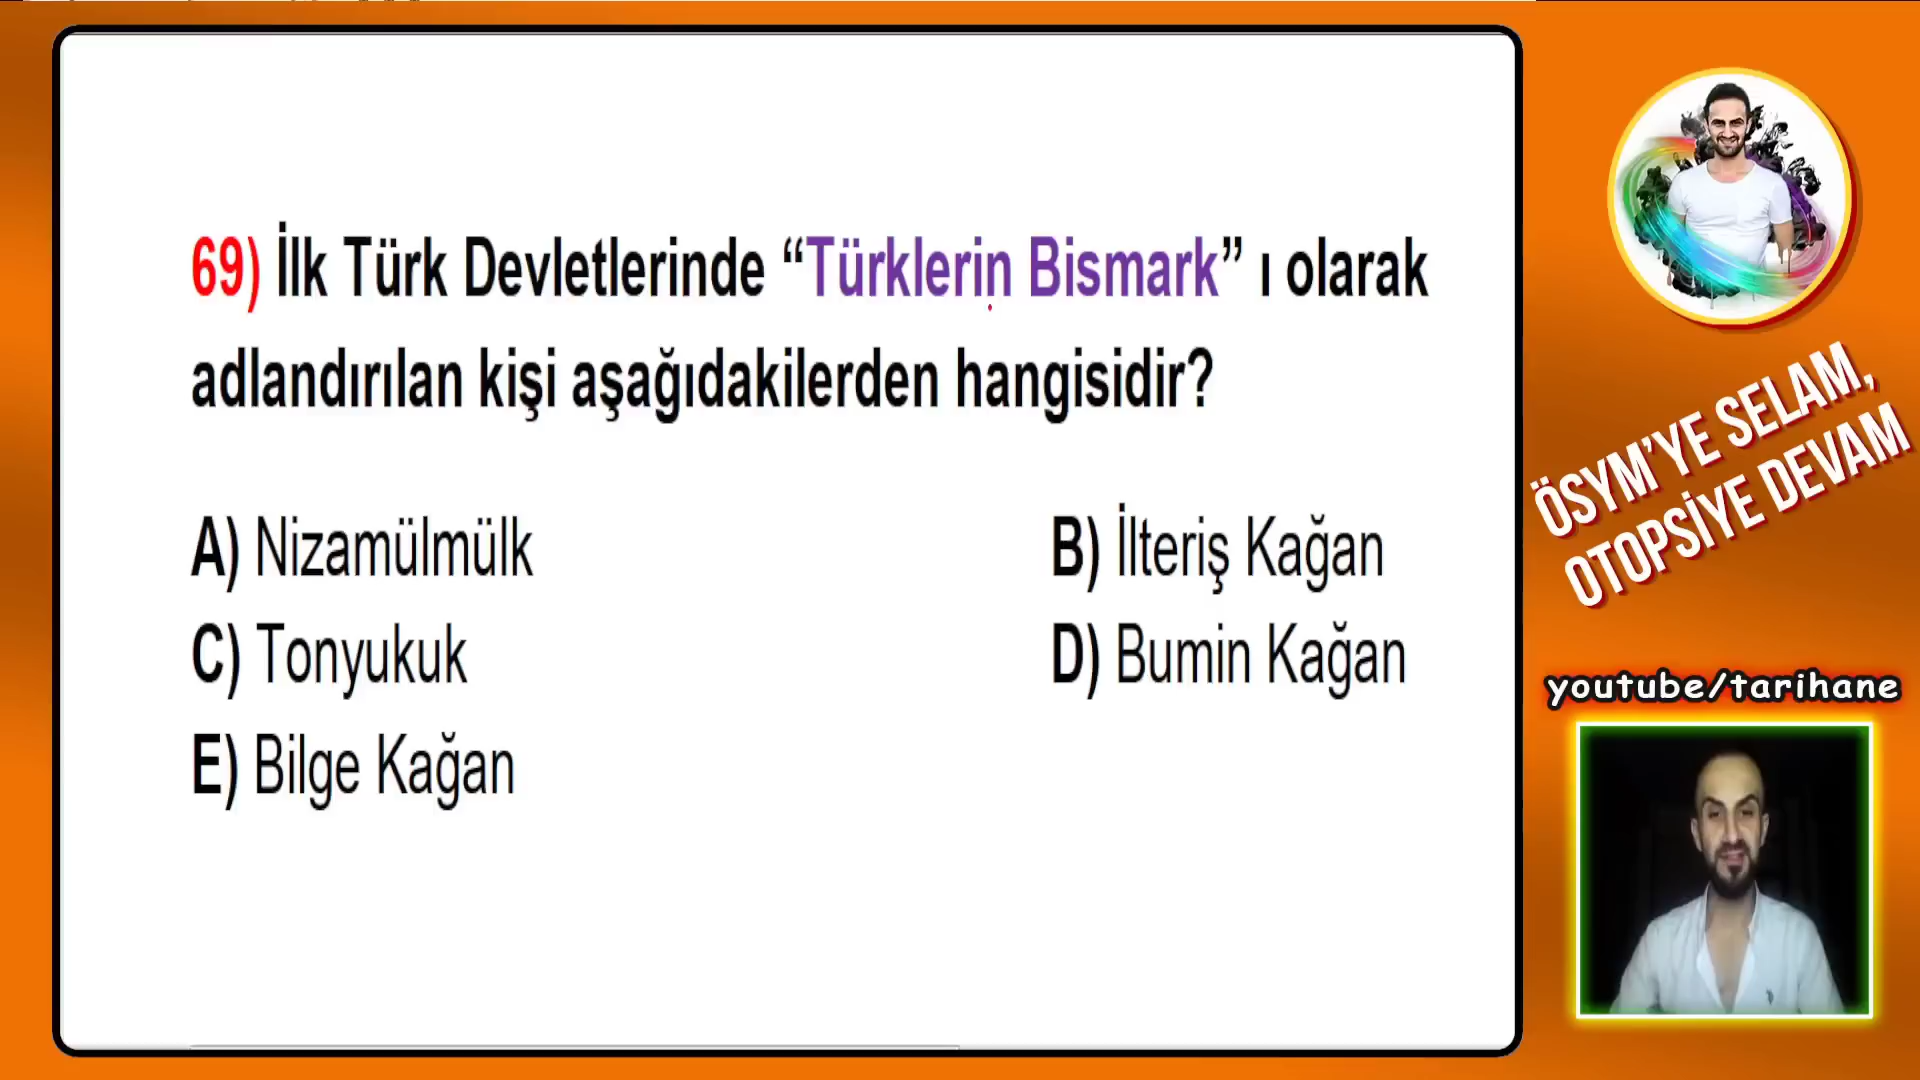 69) İlk Türk Devletlerinde “Türklerin Bismark” ı olarak
adlandırılan kişi aşağıdakilerden hangisidir?
A) Nizamülmülk
B) İlteriş Kağan
C) Tonyukuk
D) Bumin Kağan
E) Bilge Kağan
ÖSYM'YE SELAM,
OTOPSİYE DEVAM
youtube/tarihane